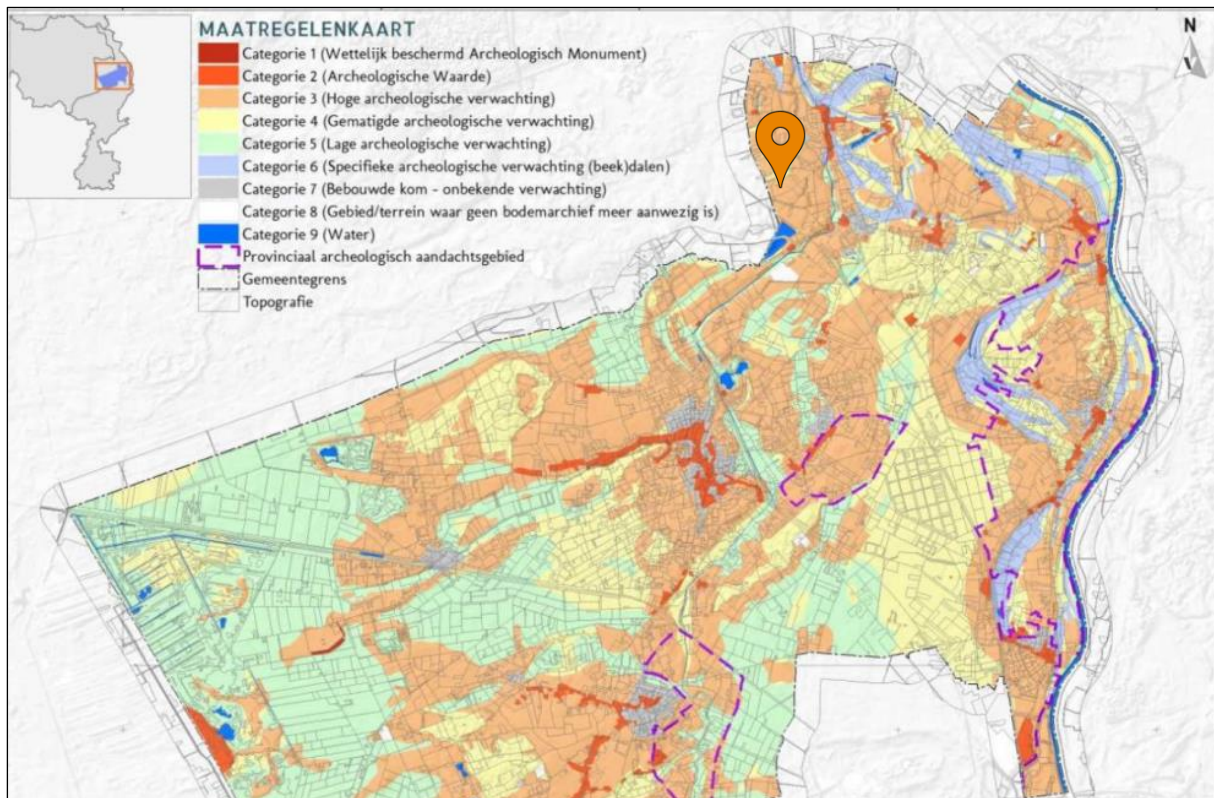 MAATREGELENKAART
Categorie 1 (Wettelijk beschermd Archeologisch Monument)
Categorie 2 (Archeologische Waarde)
Categorie 3 (Hoge archeologische verwachting)
Categorie 4 (Gematigde archeologische verwachting)
Categorie 5 (Lage archeologische verwachting)
Categorie 6 (Specifieke archeologische verwachting (beek)dalen)
Categorie 7 (Bebouwde kom - onbekende verwachting)
Categorie 8 (Gebied/terrein waar geen bodemarchief meer aanwezig is)
Categorie 9 (Water)
Provinciaal archeologisch aandachtsgebied
Gemeentegrens
Topografie
N